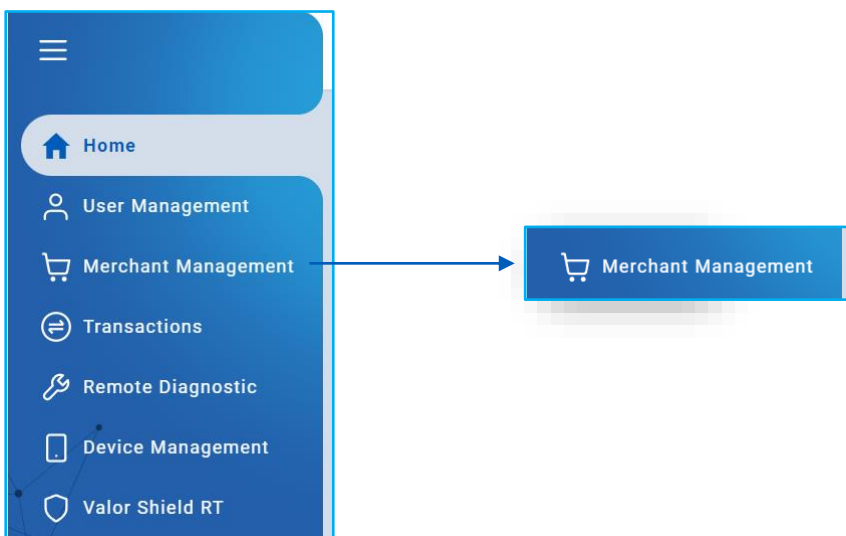 Home
User Management
Merchant Management
Transactions
Remote Diagnostic
Device Management
Valor Shield RT
Merchant Management